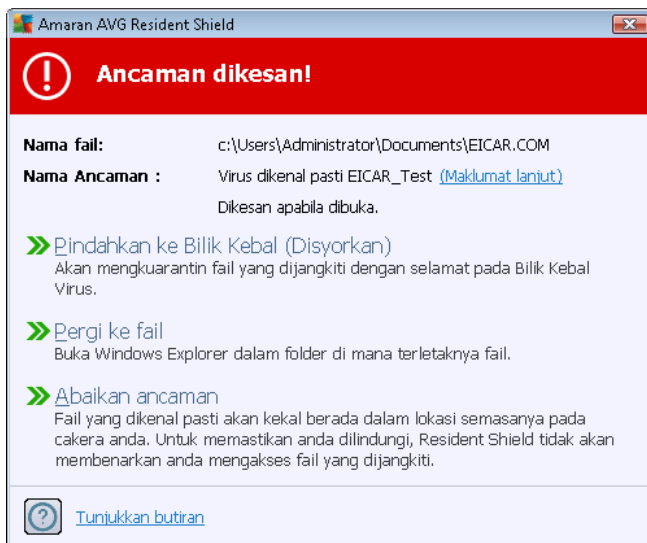 Amaran AVG Resident Shield
Ancaman dikesan!
Nama fail: c:\Users\Administrator\Documents\EICAR.COM
Nama Ancaman : Virus dikenal pasti EICAR_Test (Maklumat lanjut)
Dikesan apabila dibuka.
Pindahkan ke Bilik Kebal (Disyorkan)
Akan mengkuarantin fail yang dijangkiti dengan selamat pada Bilik Kebal
Virus.
Pergi ke fail
Buka Windows Explorer dalam folder di mana terletaknya fail.
Abaikan ancaman
Fail yang dikenal pasti akan kekal berada dalam lokasi semasanya pada
cakera anda. Untuk memastikan anda dilindungi, Resident Shield tidak akan
membenarkan anda mengakses fail yang dijangkiti.
Tunjukkan butiran